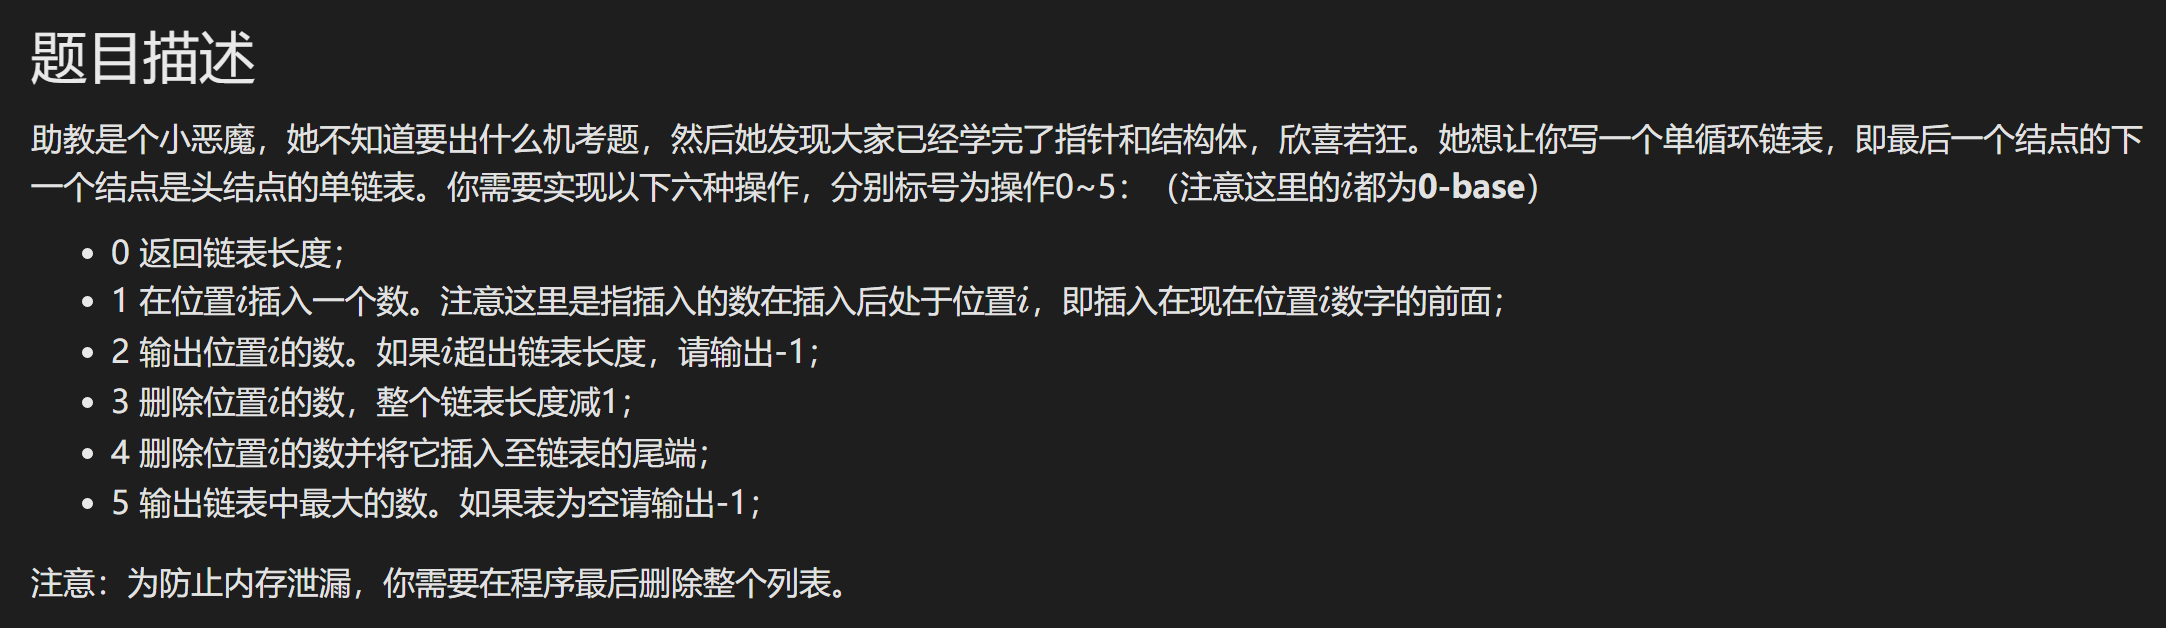 题目描述
助教是个小恶魔，她不知道要出什么机考题，然后她发现大家已经学完了指针和结构体，欣喜若狂。她想让你写一个单循环链表，即最后一个结点的下
一个结点是头结点的单链表。你需要实现以下六种操作，分别标号为操作0~5：（注意这里的i都为0-base）
• 0 返回链表长度；
• 1 在位置i插入一个数。注意这里是指插入的数在插入后处于位置i，即插入在现在位置i数字的前面；
• 2 输出位置i的数。如果i超出链表长度，请输出-1；
• 3 删除位置i的数，整个链表长度减1；
• 4 删除位置i的数并将它插入至链表的尾端；
• 5 输出链表中最大的数。如果表为空请输出-1；
注意：为防止内存泄漏，你需要在程序最后删除整个列表。